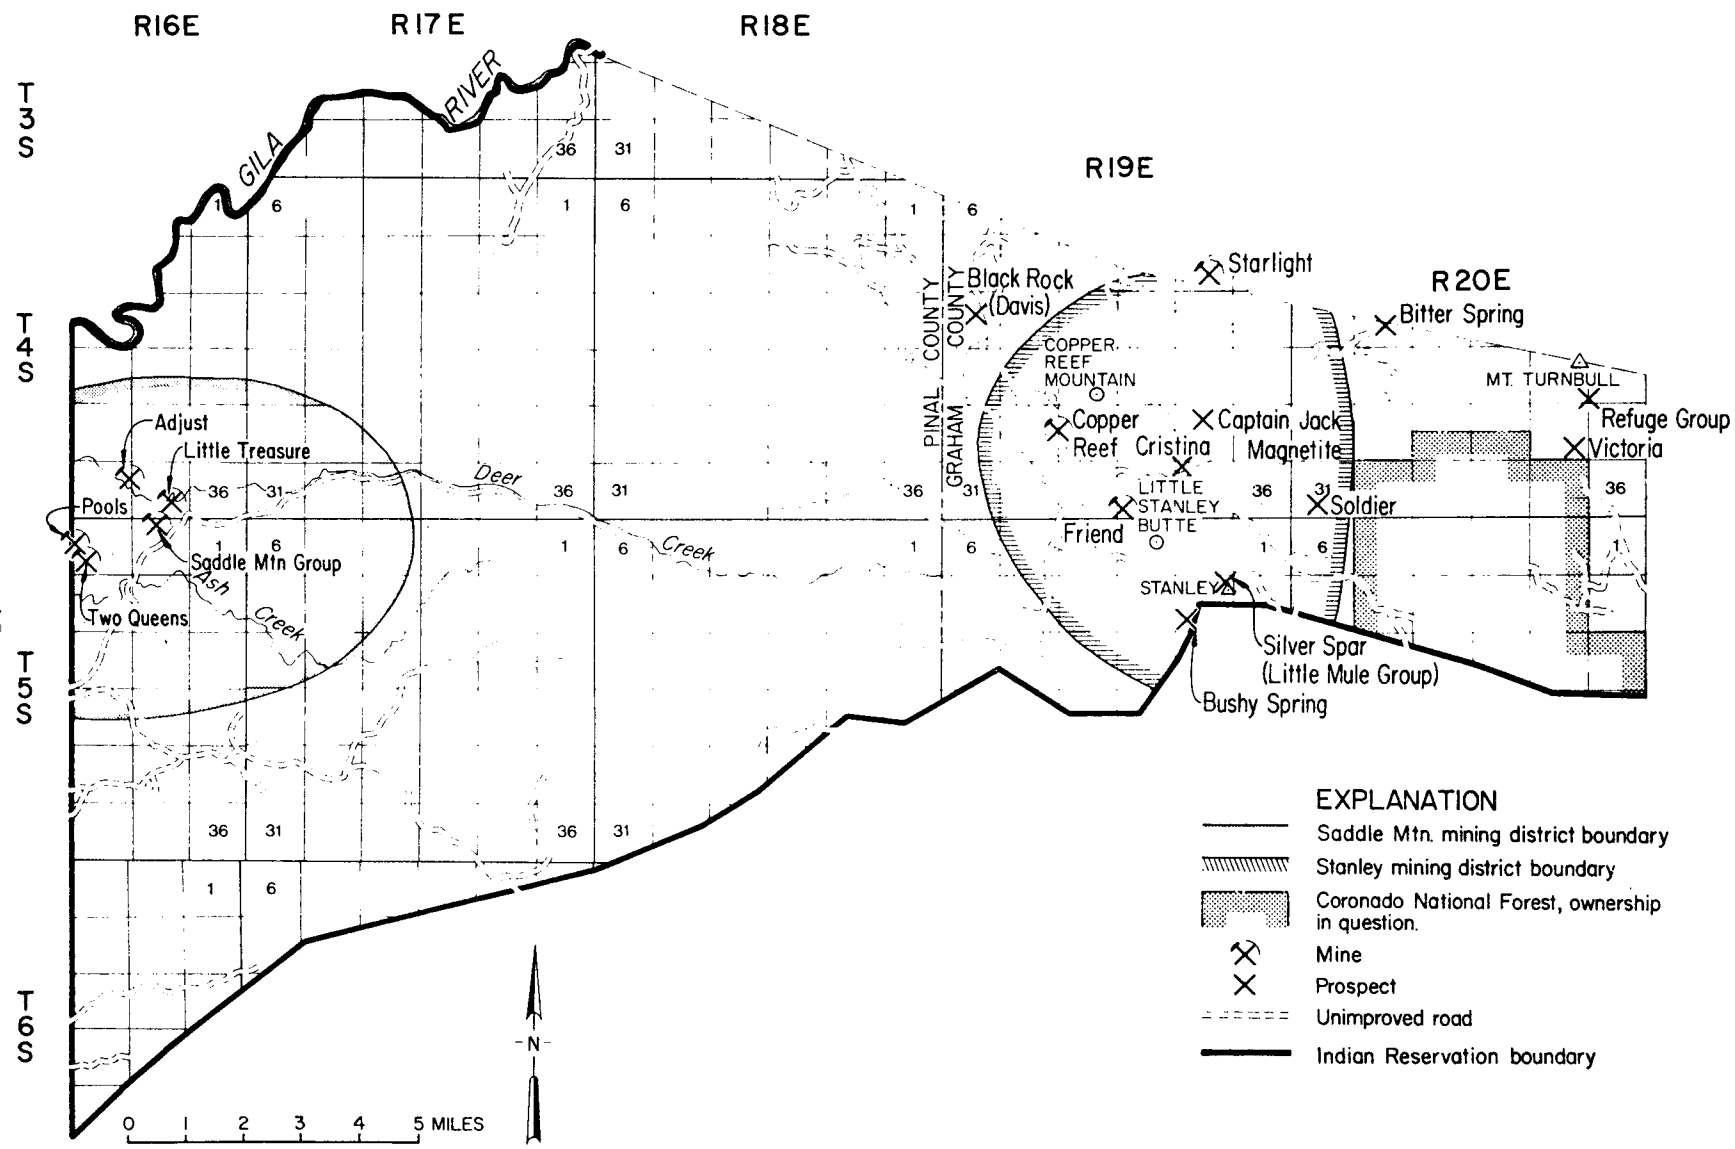 R16E
R17E
R18E
T
3
S
GILA
RIVER
36
31
R19E
1
6
36
31
1
6
1
6
T
4
S
PINAL COUNTY
GRAHAM COUNTY
Black Rock
(Davis)
Starlight
R20E
Bitter Spring
COPPER
REEF
MOUNTAIN
MT. TURNBULL
Refuge Group
Adjust
Little Treasure
Copper
Reef
Captain Jack
Cristina
Magnetite
Victoria
Deer
Creek
36
31
36
31
36
31
36
31
36
Pools
LITTLE
STANLEY
BUTTE
Soldier
Friend
1
6
1
6
1
6
1
6
1
Saddle Mtn Group
Ash
Creek
STANLEY
Two Queens
Silver Spar
(Little Mule Group)
Bushy Spring
T
5
S
36
31
36
31
1
6
T
6
S
N
0
1
2
3
4
5 MILES
EXPLANATION
Saddle Mtn. mining district boundary
Stanley mining district boundary
Coronado National Forest, ownership
in question.
Mine
Prospect
Unimproved road
Indian Reservation boundary